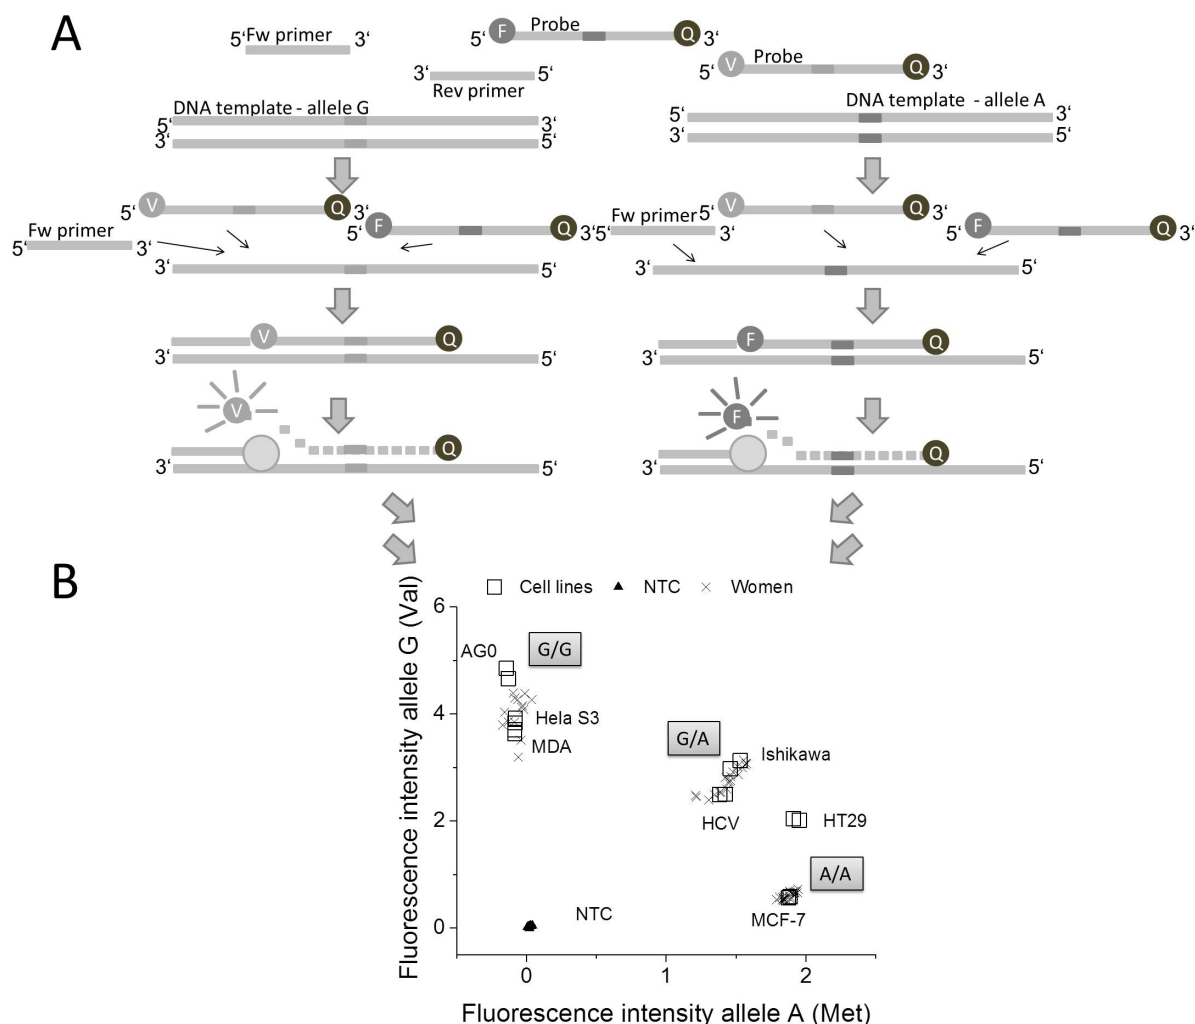 A
5‘ Fw primer 3‘
5‘ F Probe Q 3‘
5‘ V Probe Q 3‘
3‘ Rev primer 5‘
DNA template - allele G
5‘ 3‘
3‘ 5‘
DNA template - allele A
5‘ 3‘
3‘ 5‘
5‘ V Q 3‘
5‘ F Q 3‘
5‘ Fw primer 3‘
3‘ 5‘
5‘ Fw primer 3‘
5‘ V Q 3‘
5‘ F Q 3‘
3‘ 5‘
V Q
3‘ 5‘
F Q
3‘ 5‘
V Q
3‘ 5‘
F Q
3‘ 5‘
B
Cell lines NTC Women
Fluorescence intensity allele G (Val)
6
4
2
0
AG0
G/G
Hela S3
MDA
G/A
Ishikawa
HCV
HT29
A/A
MCF-7
NTC
0 1 2
Fluorescence intensity allele A (Met)